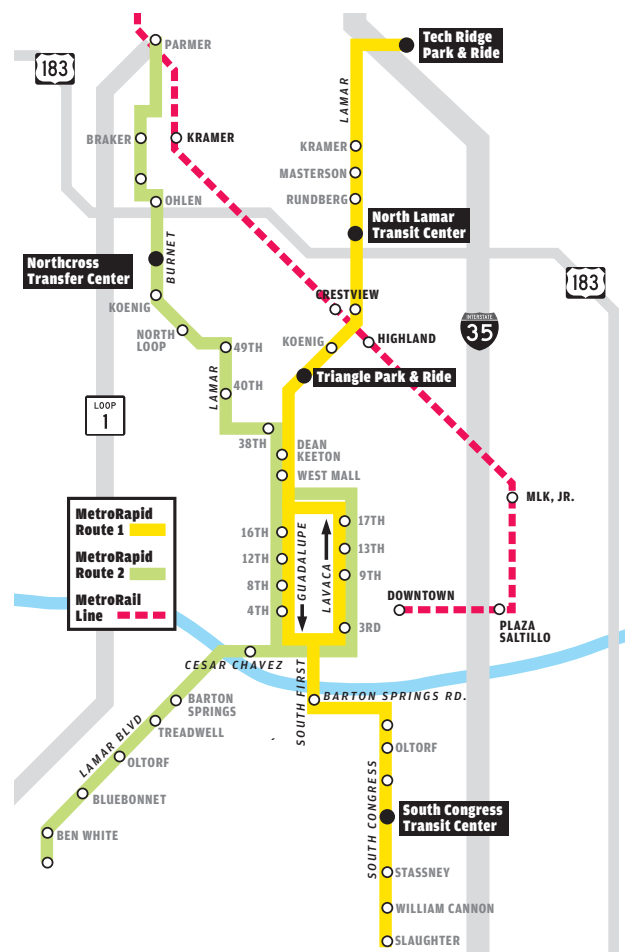 Tech Ridge
Park & Ride
PARMER
183
LAMAR
BRAKER
KRAMER
KRAMER
MASTERSON
RUNDBERG
OHLEN
North Lamar
Transit Center
BURNET
Northcross
Transfer Center
183
CRESTVIEW
KOENIG
INTERSTATE
35
NORTH
LOOP
49TH
KOENIG
HIGHLAND
LAMAR
40TH
Triangle Park & Ride
LOOP
1
38TH
DEAN
KEETON
WEST MALL
MLK, JR.
MetroRapid
Route 1
MetroRapid
Route 2
MetroRail
Line
16TH
12TH
8TH
4TH
GUADALUPE
LAVACA
17TH
13TH
9TH
3RD
DOWNTOWN
PLAZA
SALTILLO
CESAR CHAVEZ
SOUTH FIRST
BARTON SPRINGS RD.
BARTON
SPRINGS
TREADWELL
LAMAR BLVD
OLTORF
OLTORF
BLUEBONNET
SOUTH CONGRESS
South Congress
Transit Center
BEN WHITE
STASSNEY
WILLIAM CANNON
SLAUGHTER